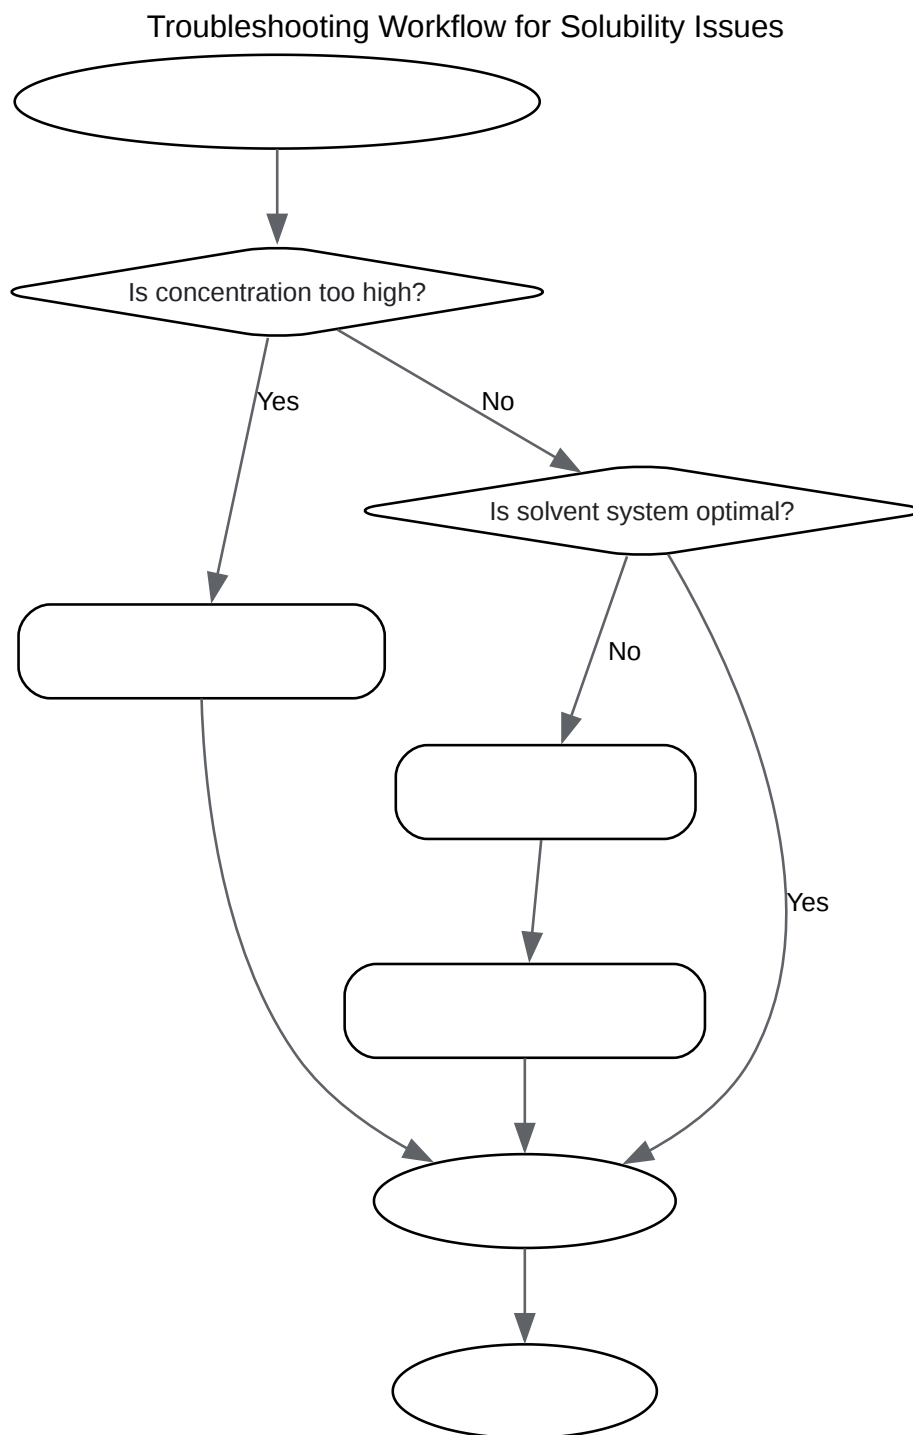 Troubleshooting Workflow for Solubility Issues
Is concentration too high?
Yes
No
Is solvent system optimal?
No
Yes